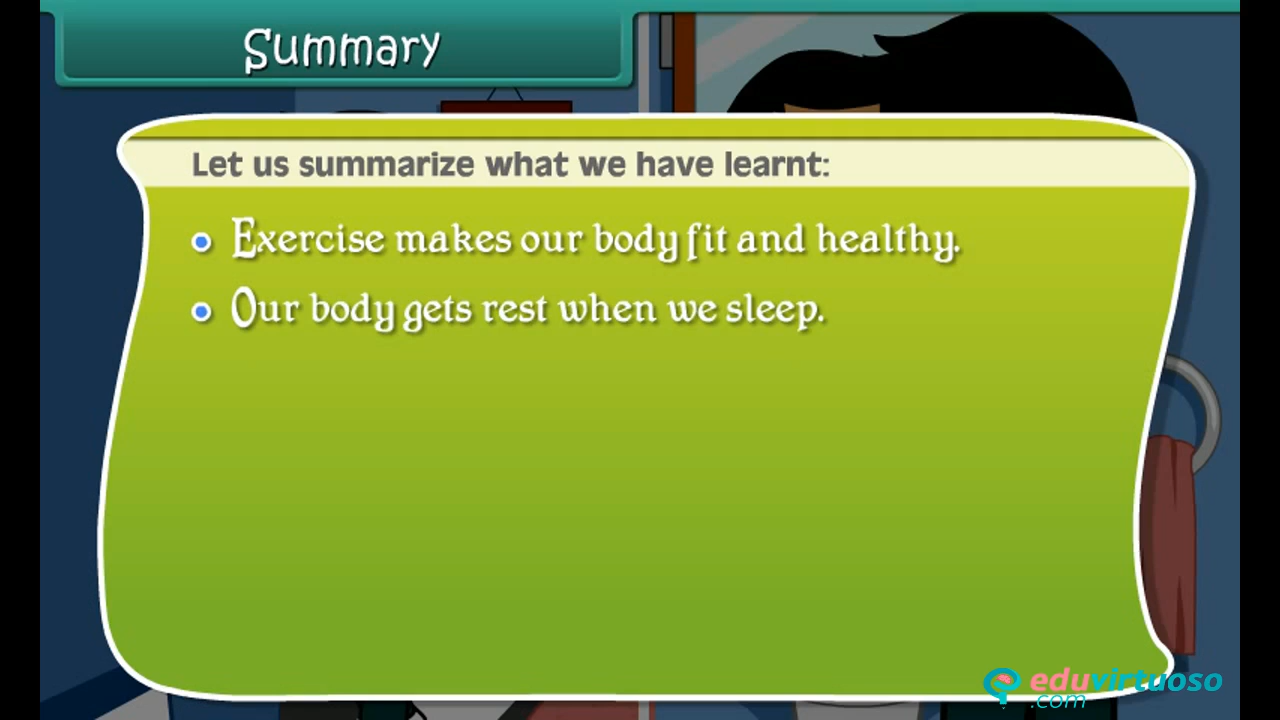 Summary
Let us summarize what we have learnt:
Exercise makes our body fit and healthy.
Our body gets rest when we sleep.
eduvirtuoso
.com